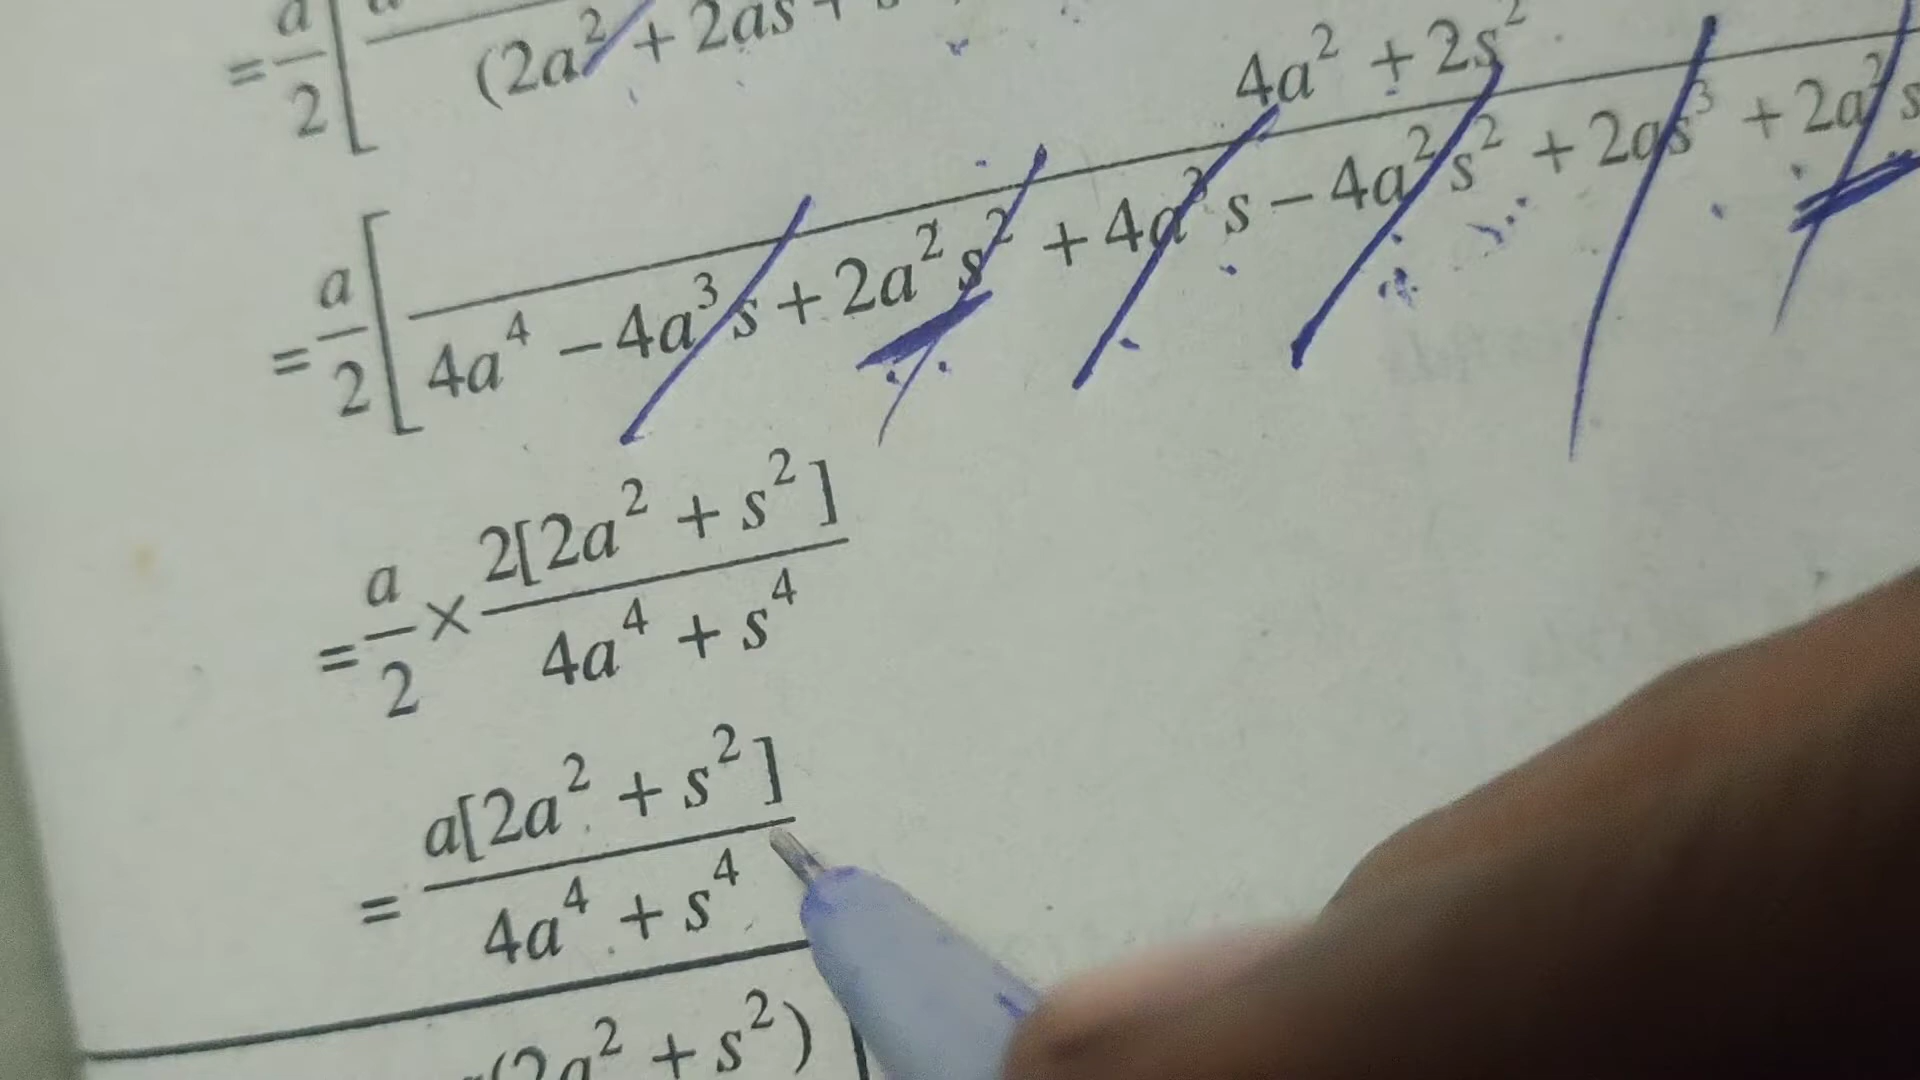 = a/2 [ (2a² + 2as +
4a² + 2s²
= a/2 [ 4a⁴ − 4a³s + 2a²s² + 4a³s − 4a²s² + 2as³ + 2a²s
= a/2 × 2[2a² + s²] / 4a⁴ + s⁴
= a[2a² + s²] / 4a⁴ + s⁴
(2a² + s²)